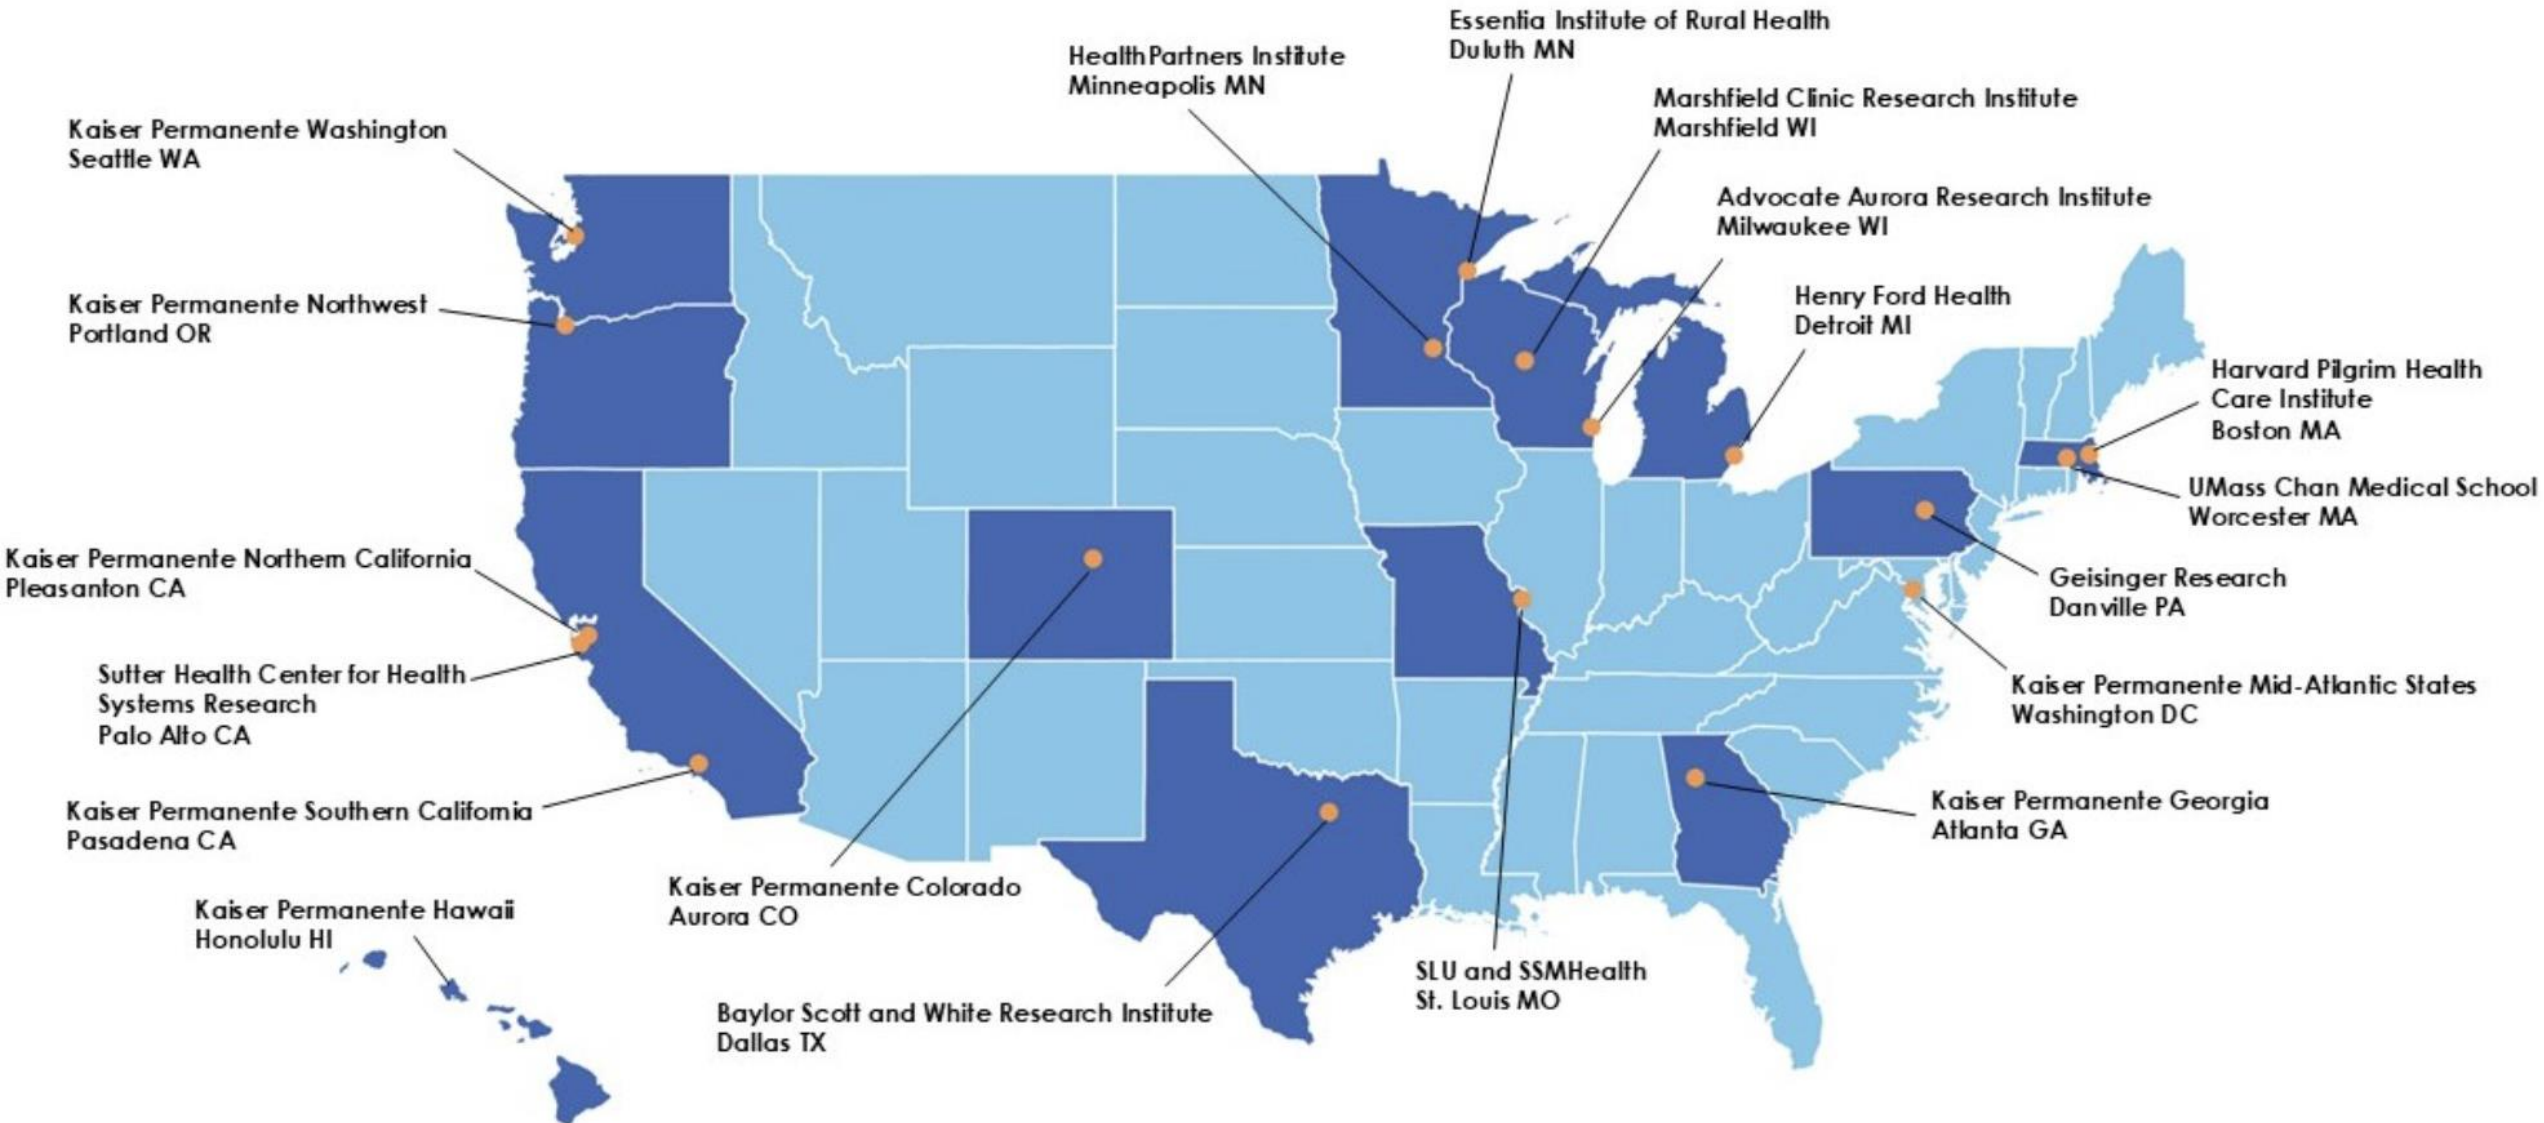 Essentia Institute of Rural Health
Duluth MN
HealthPartners Institute
Minneapolis MN
Marshfield Clinic Research Institute
Marshfield WI
Kaiser Permanente Washington
Seattle WA
Advocate Aurora Research Institute
Milwaukee WI
Kaiser Permanente Northwest
Portland OR
Henry Ford Health
Detroit MI
Harvard Pilgrim Health
Care Institute
Boston MA
UMass Chan Medical School
Worcester MA
Kaiser Permanente Northern California
Pleasanton CA
Geisinger Research
Danville PA
Sutter Health Center for Health
Systems Research
Palo Alto CA
Kaiser Permanente Mid-Atlantic States
Washington DC
Kaiser Permanente Southern California
Pasadena CA
Kaiser Permanente Georgia
Atlanta GA
Kaiser Permanente Colorado
Aurora CO
Kaiser Permanente Hawaii
Honolulu HI
SLU and SSMHealth
St. Louis MO
Baylor Scott and White Research Institute
Dallas TX